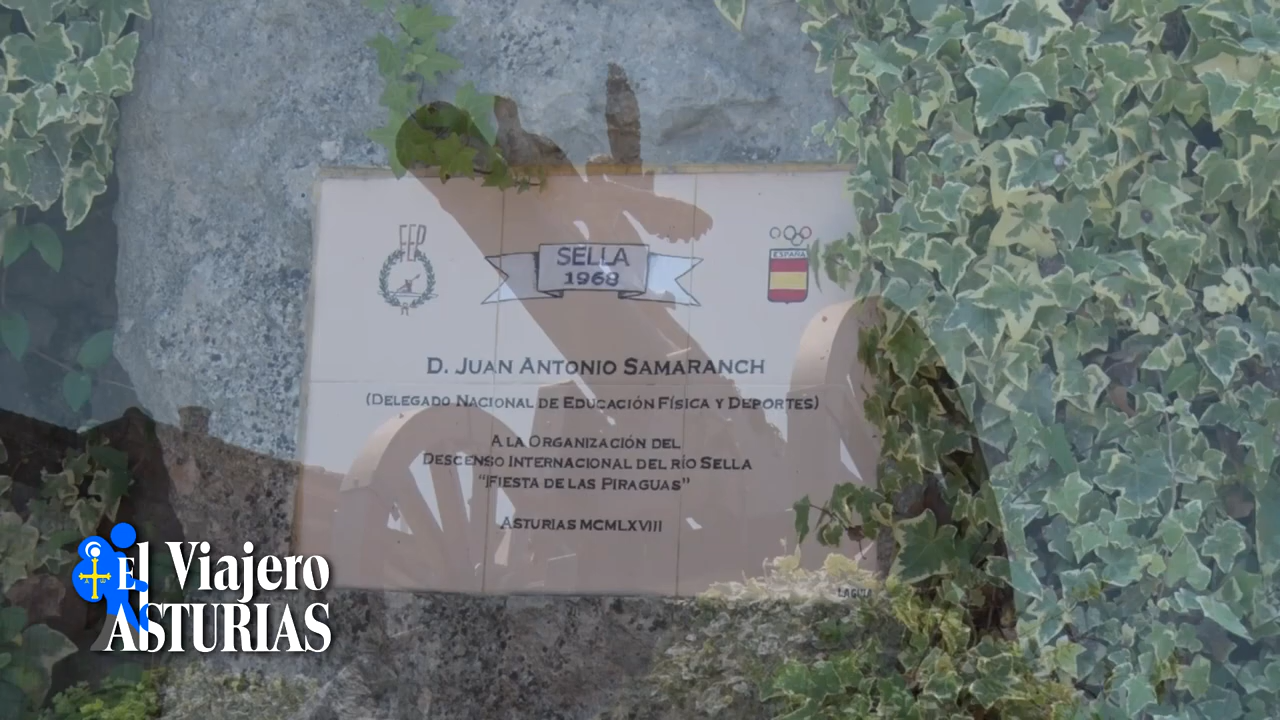 FEP
SELLA
1968
ESPAÑA
D. JUAN ANTONIO SAMARANCH
(DELEGADO NACIONAL DE EDUCACIÓN FÍSICA Y DEPORTES)
A LA ORGANIZACIÓN DEL
DESCENSO INTERNACIONAL DEL RÍO SELLA
"FIESTA DE LAS PIRAGUAS"
ASTURIAS MCMLXVIII
LAGUIA
El Viajero
ASTURIAS